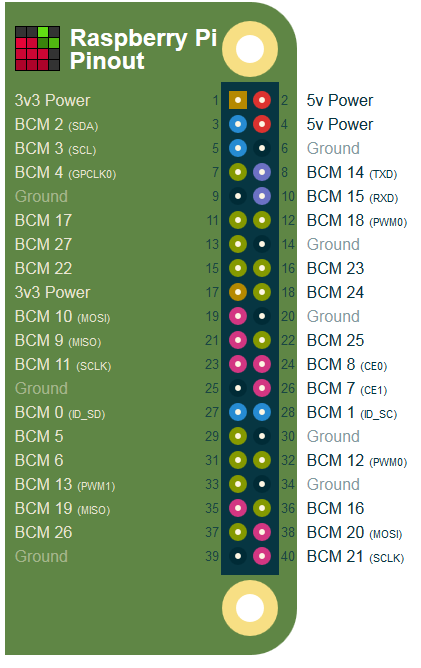 Raspberry Pi
Pinout
3v3 Power 1 2 5v Power
BCM 2 (SDA) 3 4 5v Power
BCM 3 (SCL) 5 6 Ground
BCM 4 (GPCLK0) 7 8 BCM 14 (TXD)
Ground 9 10 BCM 15 (RXD)
BCM 17 11 12 BCM 18 (PWM0)
BCM 27 13 14 Ground
BCM 22 15 16 BCM 23
3v3 Power 17 18 BCM 24
BCM 10 (MOSI) 19 20 Ground
BCM 9 (MISO) 21 22 BCM 25
BCM 11 (SCLK) 23 24 BCM 8 (CE0)
Ground 25 26 BCM 7 (CE1)
BCM 0 (ID_SD) 27 28 BCM 1 (ID_SC)
BCM 5 29 30 Ground
BCM 6 31 32 BCM 12 (PWM0)
BCM 13 (PWM1) 33 34 Ground
BCM 19 (MISO) 35 36 BCM 16
BCM 26 37 38 BCM 20 (MOSI)
Ground 39 40 BCM 21 (SCLK)